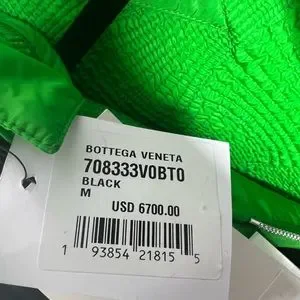 BOTTEGA VENETA
708333V0BT0
BLACK
M
USD 6700.00
1 93854 21815 5